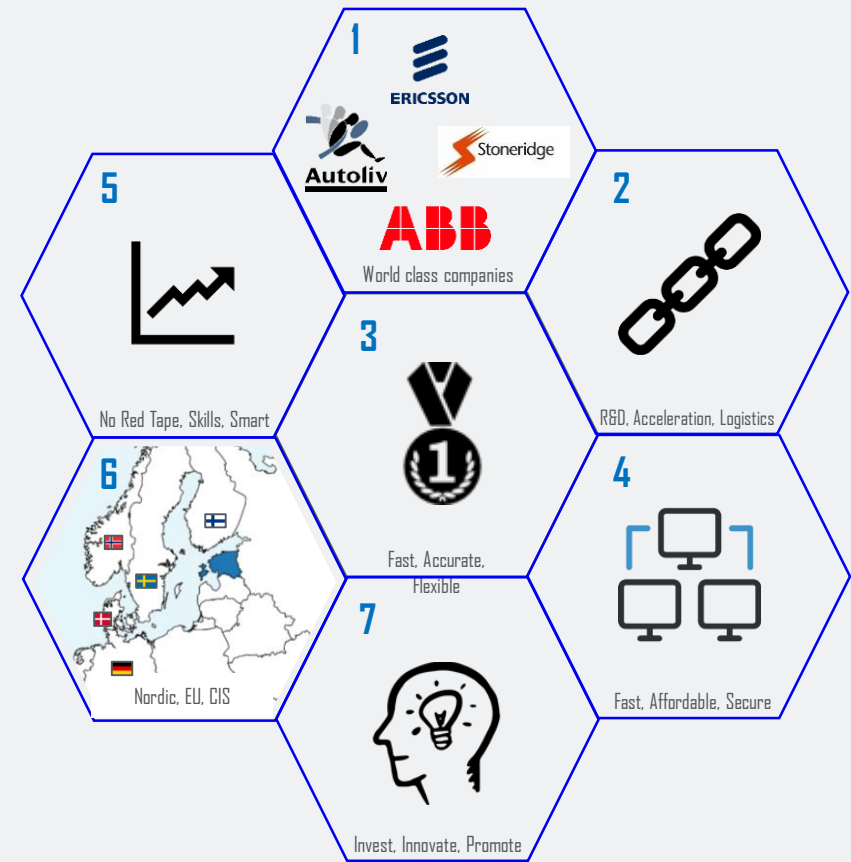 1
ERICSSON
Autoliv
Stoneridge
ABB
World class companies
5
No Red Tape, Skills, Smart
2
R&D, Acceleration, Logistics
3
1
Fast, Accurate,
Flexible
6
Nordic, EU, CIS
4
Fast, Affordable, Secure
7
Invest, Innovate, Promote